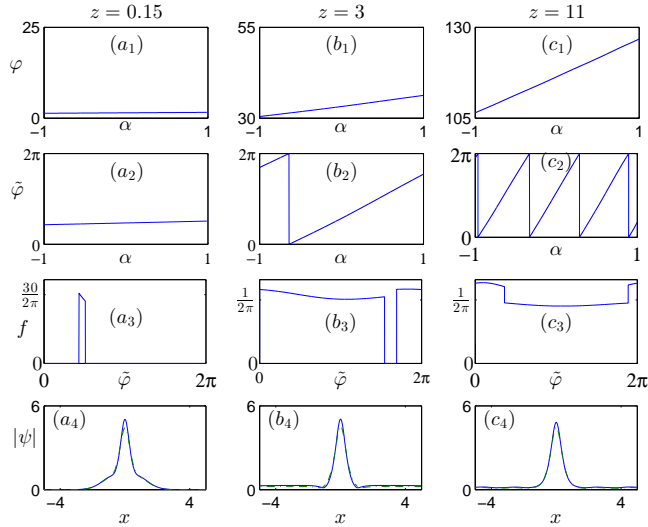 z = 0.15 z = 3 z = 11
25 55 130
(a₁) (b₁) (c₁)
φ
0 30 105
-1 α 1 -1 α 1 -1 α 1
2π 2π 2π
(a₂) (b₂) (c₂)
φ̃
0 0 0
-1 α 1 -1 α 1 -1 α 1
30/2π 1/2π 1/2π
f (a₃) (b₃) (c₃)
0 0 0
0 φ̃ 2π 0 φ̃ 2π 0 φ̃ 2π
6 6 6
(a₄) (b₄) (c₄)
|ψ|
0 0 0
-4 x 4 -4 x 4 -4 x 4